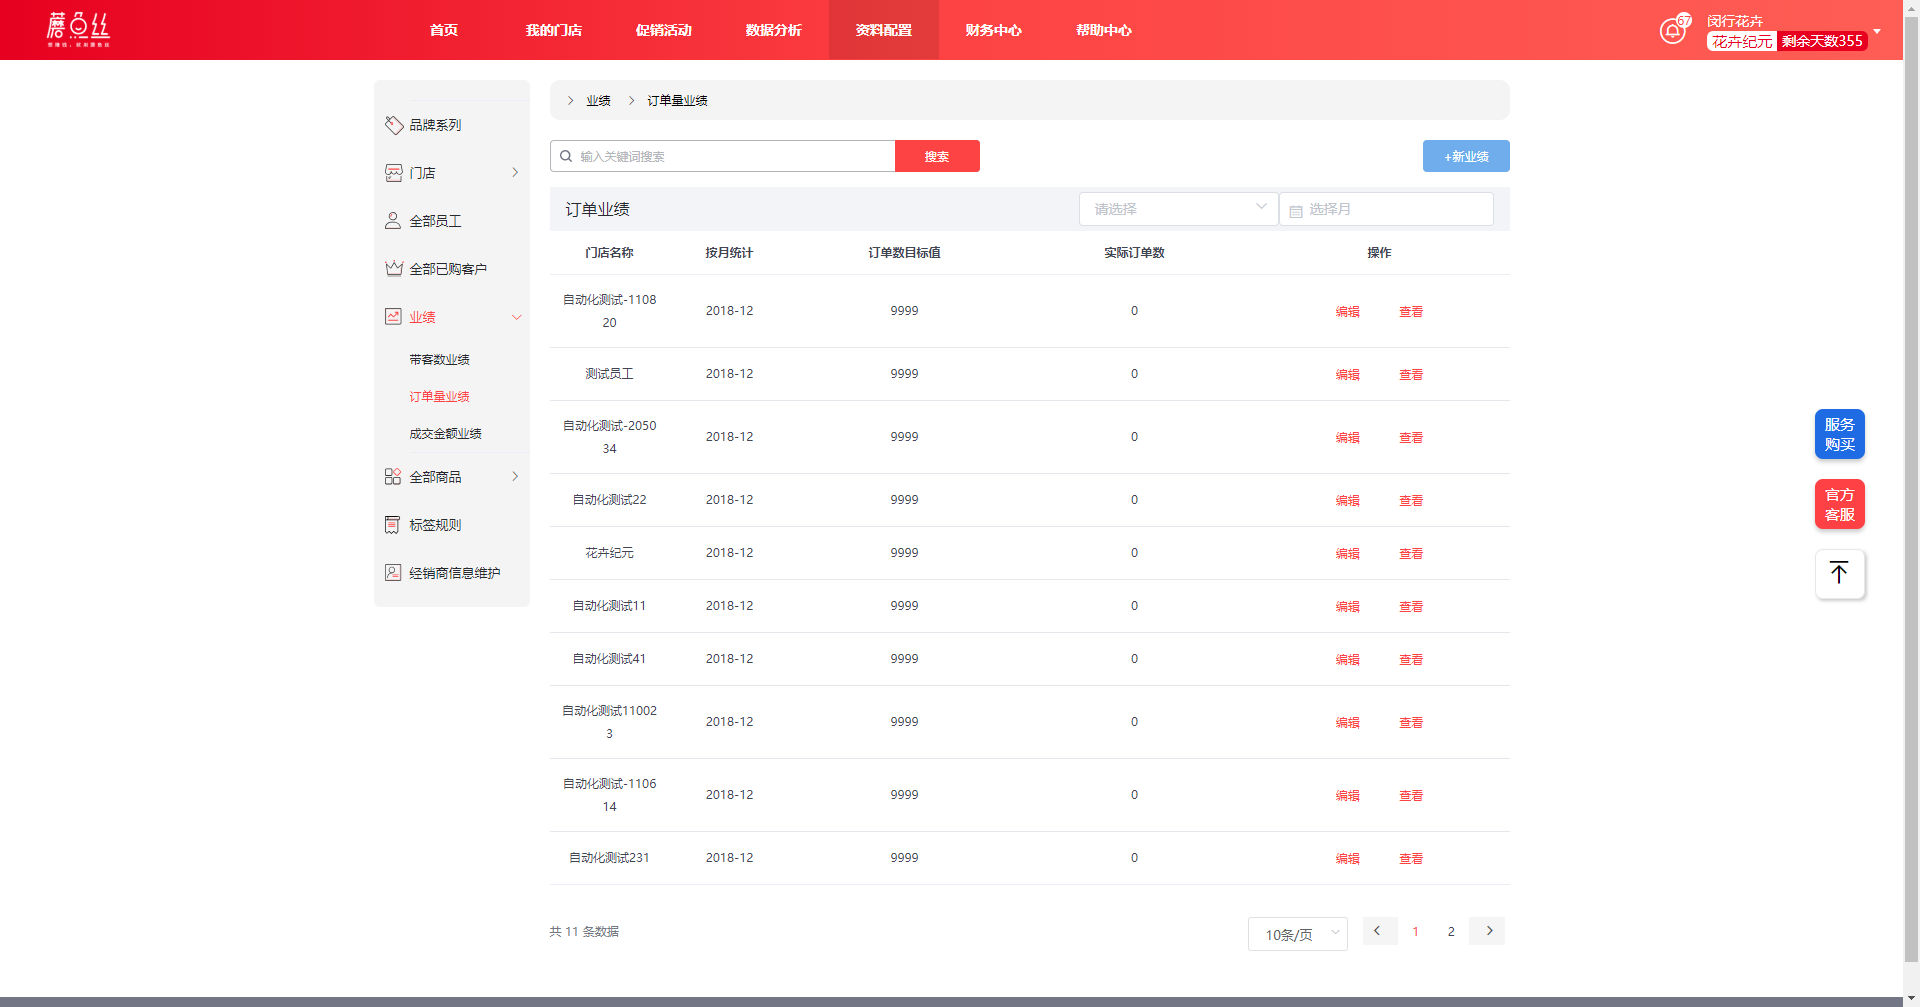 蘑点丝
首页
我的门店
促销活动
数据分析
资料配置
财务中心
帮助中心
67
闵行花卉
花卉纪元 剩余天数355
品牌系列
门店
全部员工
全部已购客户
业绩
带客数业绩
订单量业绩
成交金额业绩
全部商品
标签规则
经销商信息维护
业绩 订单量业绩
输入关键词搜索
搜索
+新业绩
订单业绩
请选择
选择月
门店名称 按月统计 订单数目标值 实际订单数 操作
自动化测试-1108
20
2018-12 9999 0 编辑 查看
测试员工 2018-12 9999 0 编辑 查看
自动化测试-2050
34
2018-12 9999 0 编辑 查看
自动化测试22 2018-12 9999 0 编辑 查看
花卉纪元 2018-12 9999 0 编辑 查看
自动化测试11 2018-12 9999 0 编辑 查看
自动化测试41 2018-12 9999 0 编辑 查看
自动化测试11002
3
2018-12 9999 0 编辑 查看
自动化测试-1106
14
2018-12 9999 0 编辑 查看
自动化测试231 2018-12 9999 0 编辑 查看
共 11 条数据
10条/页
1
2
服务
购买
官方
客服